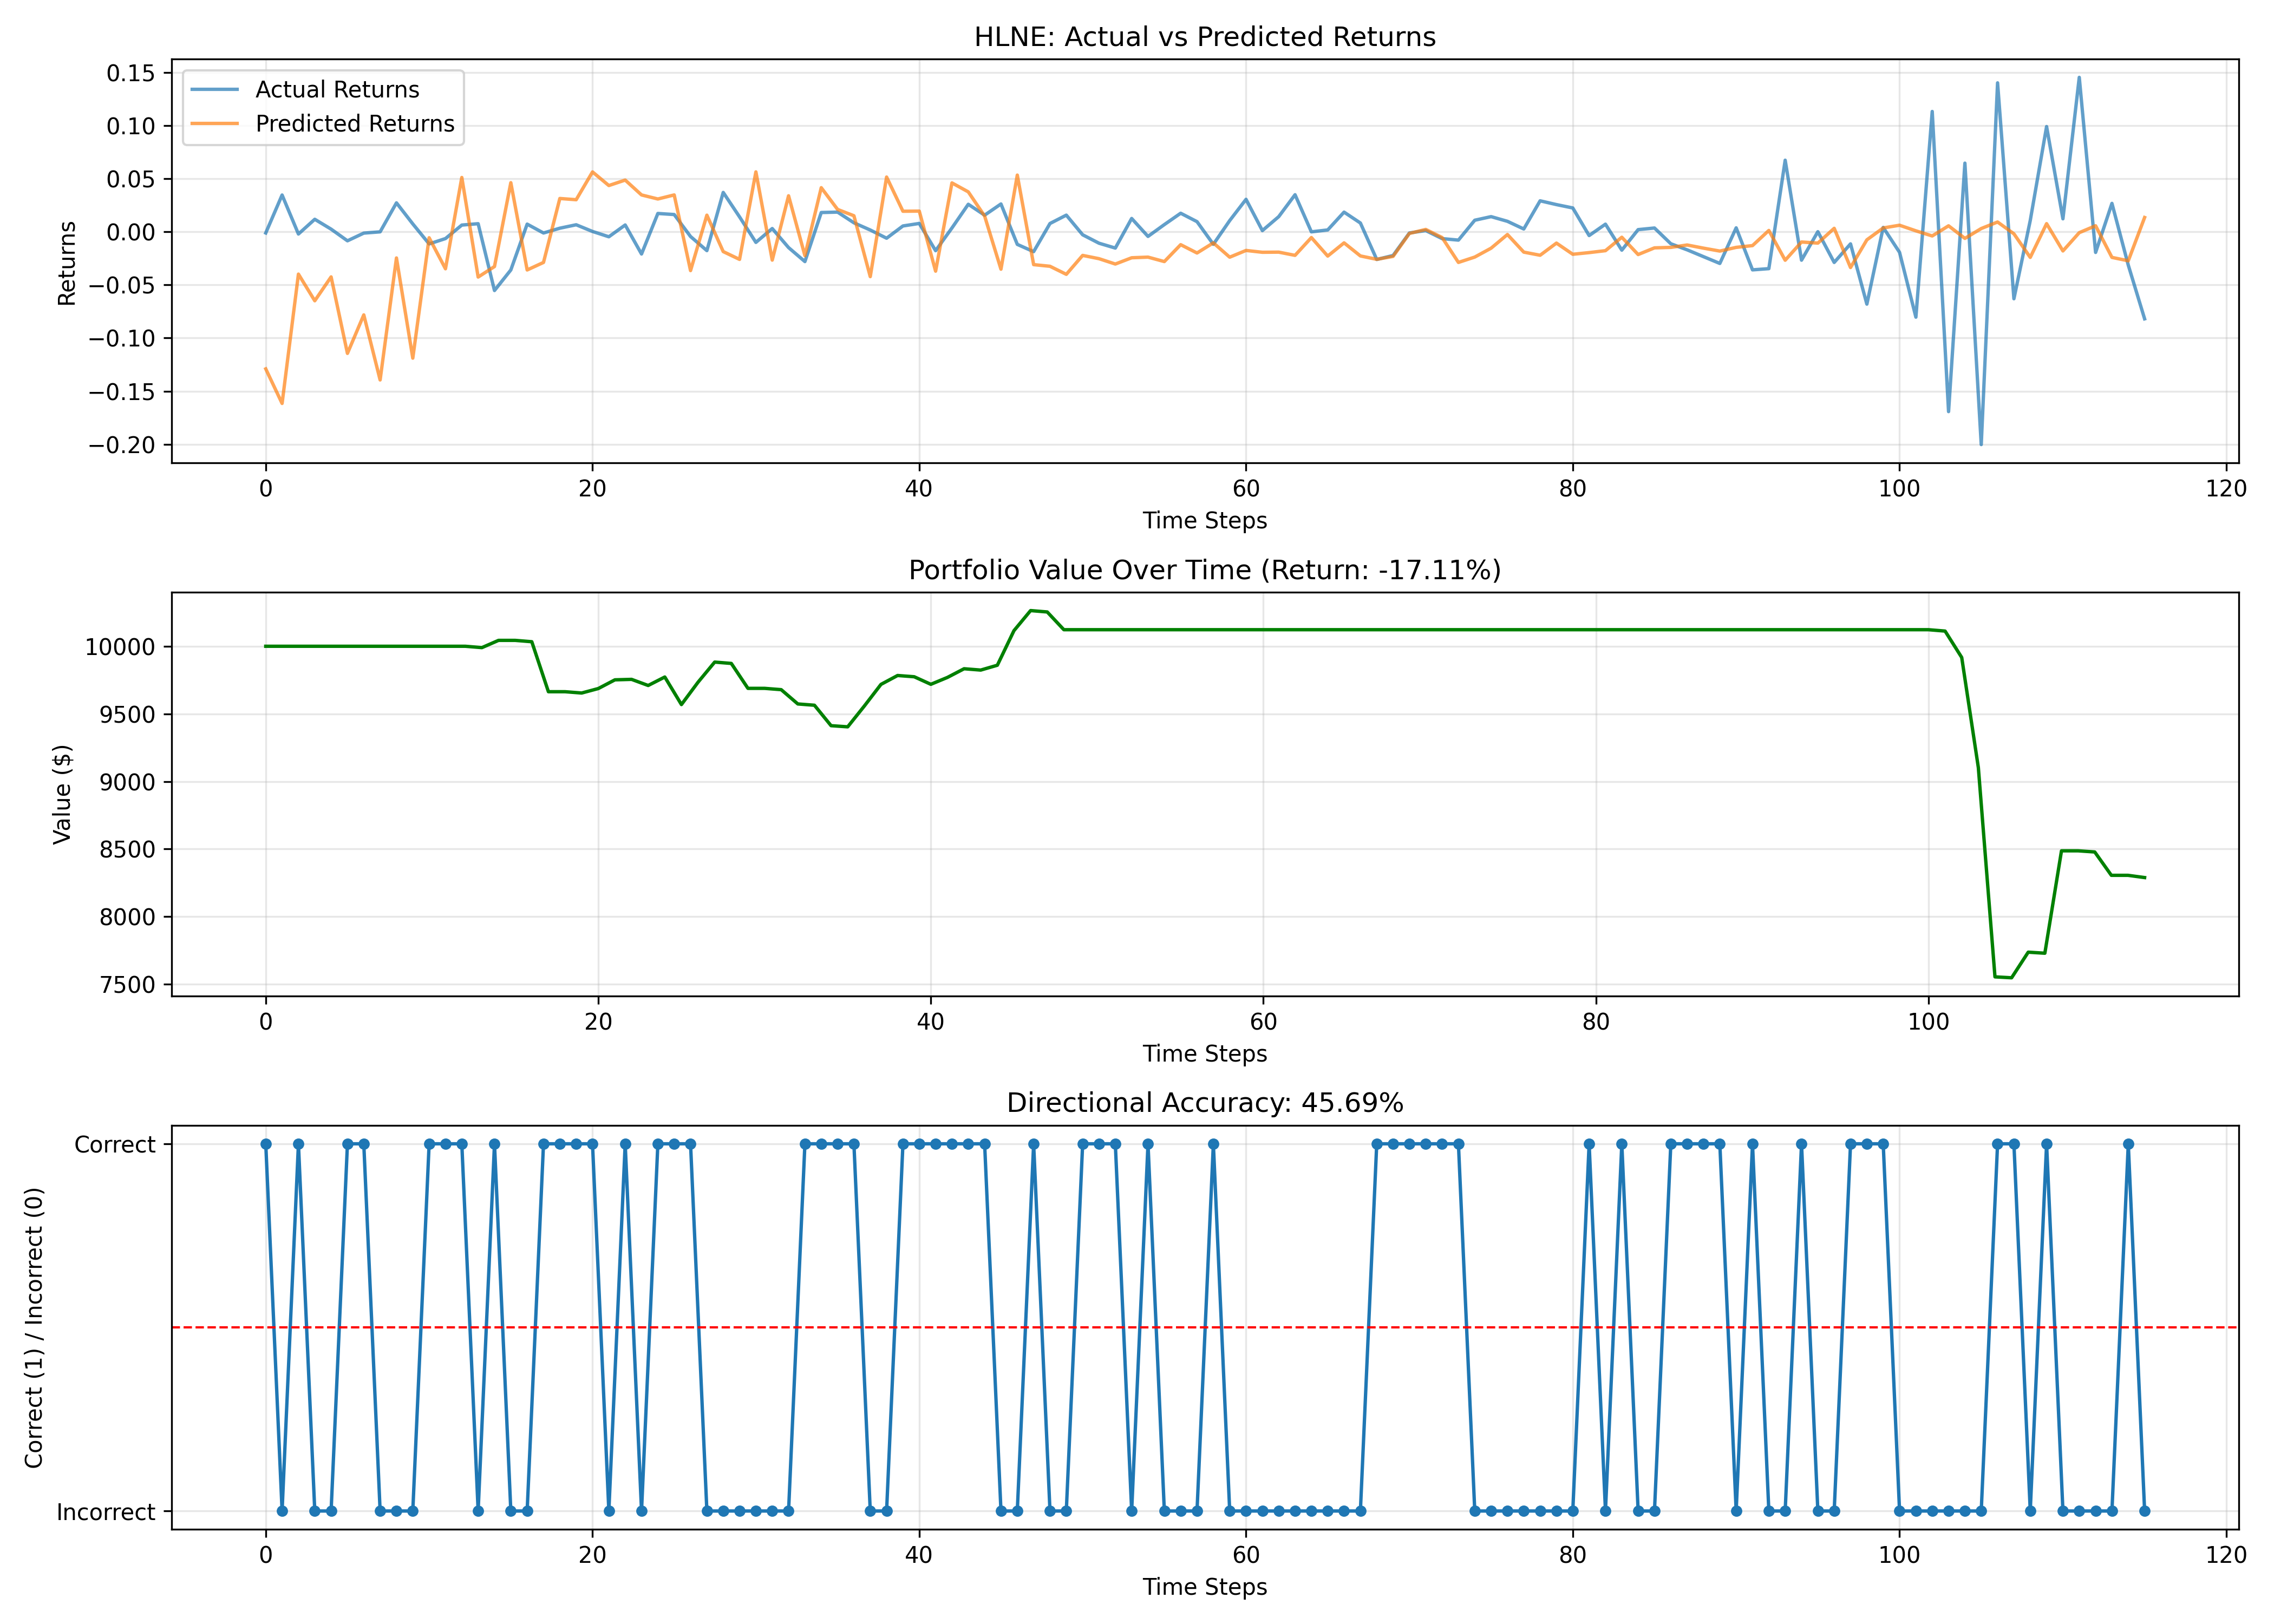 HLNE: Actual vs Predicted Returns
Actual Returns
Predicted Returns
Returns
0.15
0.10
0.05
0.00
−0.05
−0.10
−0.15
−0.20
0 20 40 60 80 100 120
Time Steps
Portfolio Value Over Time (Return: -17.11%)
Value ($)
10000
9500
9000
8500
8000
7500
0 20 40 60 80 100
Time Steps
Directional Accuracy: 45.69%
Correct (1) / Incorrect (0)
Correct
Incorrect
0 20 40 60 80 100 120
Time Steps